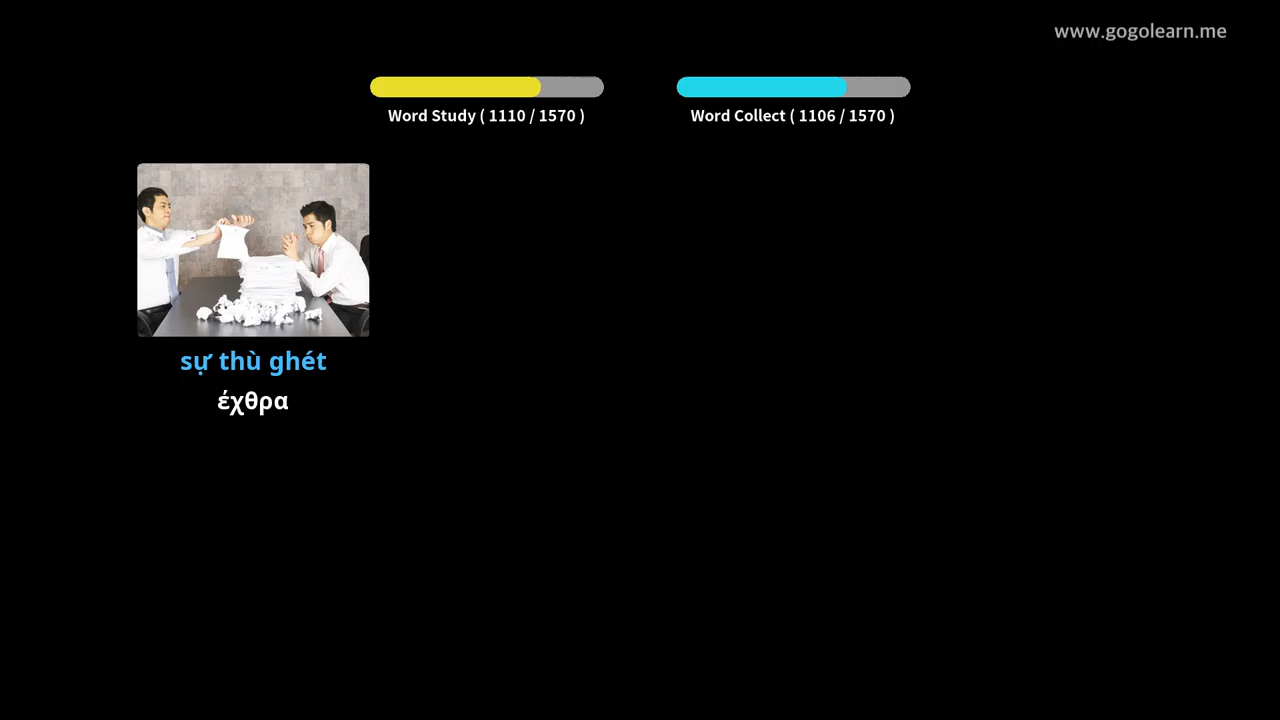 www.gogolearn.me
Word Study ( 1110 / 1570 )
Word Collect ( 1106 / 1570 )
sự thù ghét
έχθρα